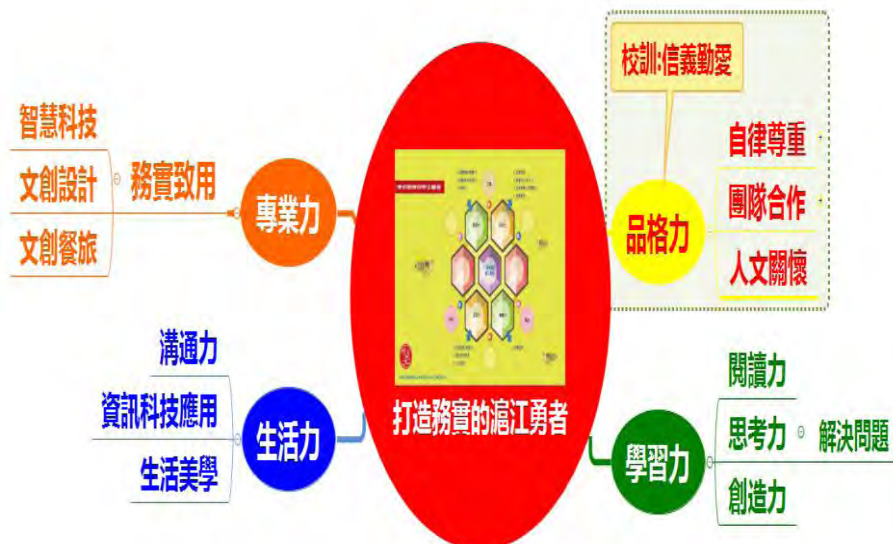 校訓:信義勤愛
品格力
自律尊重
團隊合作
人文關懷
專業力
務實致用
智慧科技
文創設計
文創餐旅
打造務實的滬江勇者
生活力
溝通力
資訊科技應用
生活美學
學習力
閱讀力
思考力
解決問題
創造力